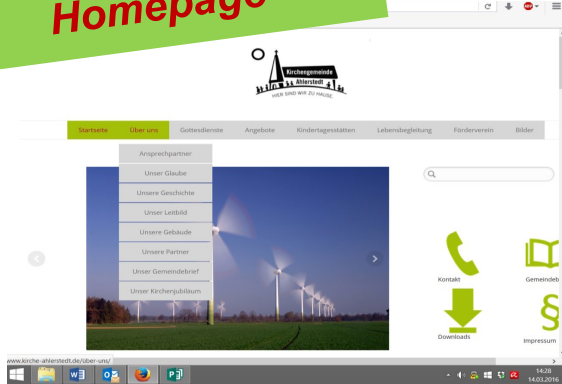 Homepage
ABP
Kirchengemeinde
Ahlerstedt
HIER SIND WIR ZU HAUSE.
Startseite Über uns Gottesdienste Angebote Kindertagesstätten Lebensbegleitung Förderverein Bilder
Ansprechpartner
Unser Glaube
Unsere Geschichte
Unser Leitbild
Unsere Gebäude
Unsere Partner
Unser Gemeindebrief
Unser Kirchenjubiläum
Kontakt
Gemeindeb
Downloads
§
Impressum
www.kirche-ahlerstedt.de/über-uns/
14:28
14.03.2016